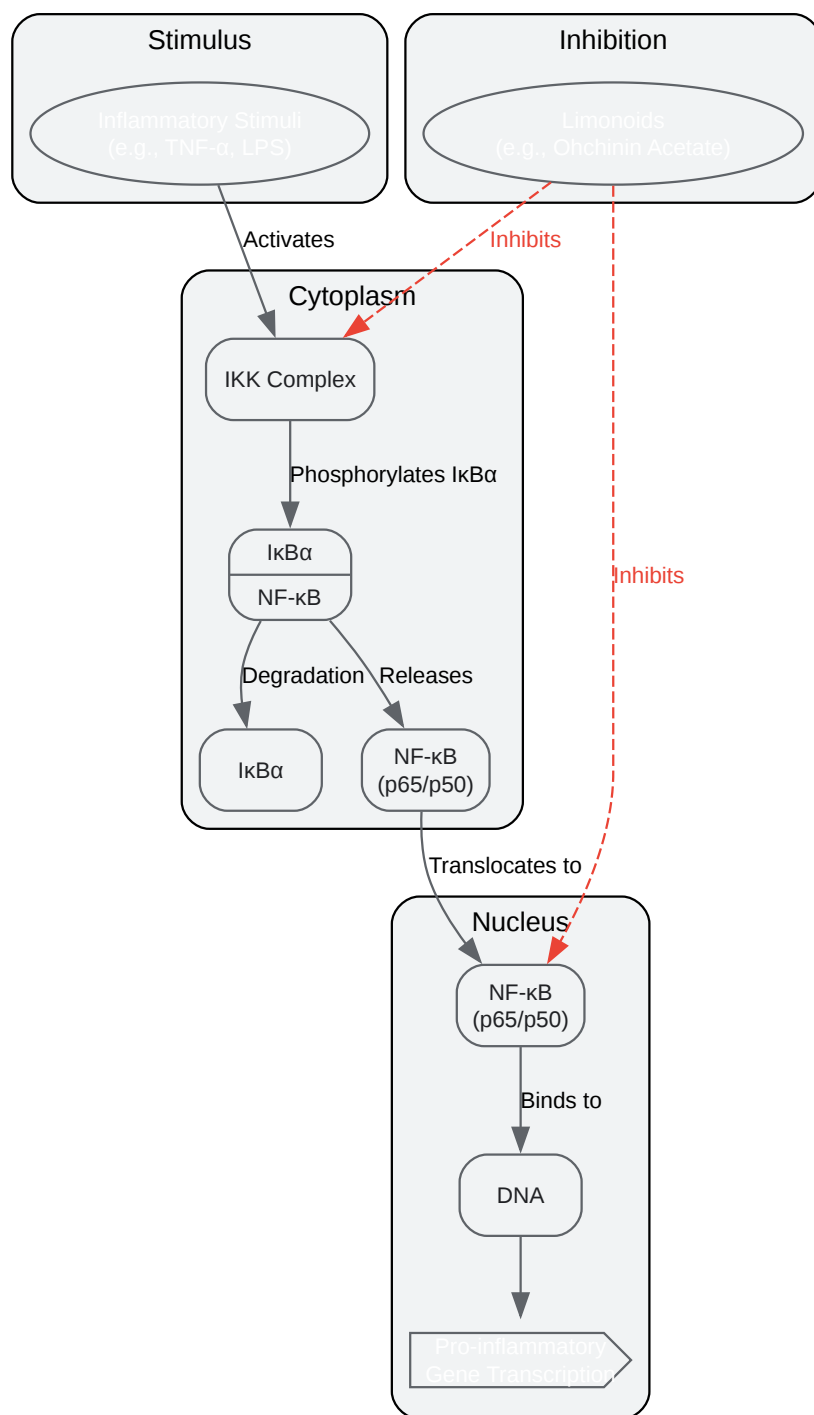 Stimulus
Inhibition
Inflammatory Stimuli
(e.g., TNF-α, LPS)
Limonoids
(e.g., Ohchinin Acetate)
Activates
Inhibits
Cytoplasm
IKK Complex
Phosphorylates IκBα
IκBα
NF-κB
Inhibits
Degradation
Releases
IκBα
NF-κB
(p65/p50)
Translocates to
Nucleus
NF-κB
(p65/p50)
Binds to
DNA
Pro-inflammatory
Gene Transcription